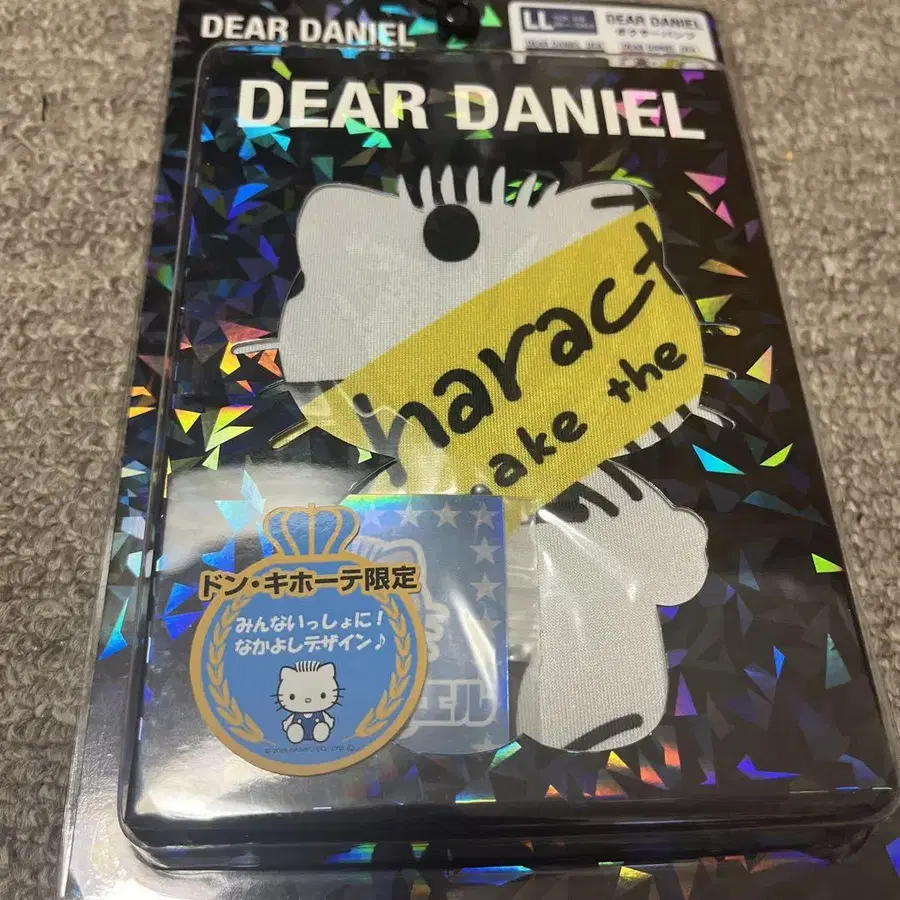 DEAR DANIEL
LL
DEAR DANIEL
ボクサーパンツ
DEAR DANIEL
haract
ake the
ドン・キホーテ限定
みんないっしょに!
なかよしデザイン♪
エル